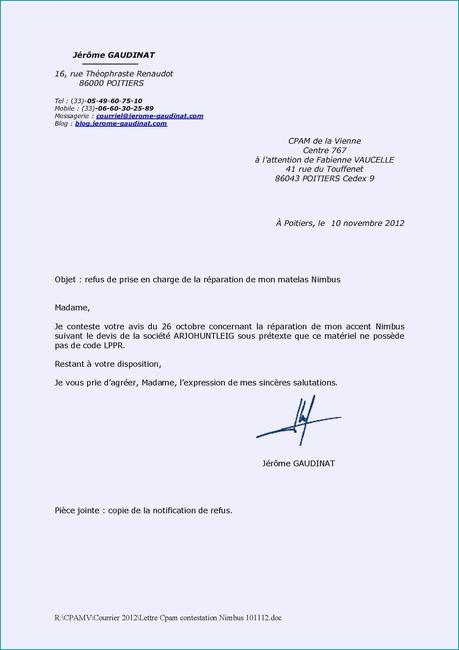 Jérôme GAUDINAT
16, rue Théophraste Renaudot
86000 POITIERS
Tel : (33)-05-49-60-75-10
Mobile : (33)-06-60-30-25-89
Messagerie : courriel@jerome-gaudinat.com
Blog : blog.jerome-gaudinat.com
CPAM de la Vienne
Centre 767
à l'attention de Fabienne VAUCELLE
41 rue du Touffenet
86043 POITIERS Cedex 9
À Poitiers, le 10 novembre 2012
Objet : refus de prise en charge de la réparation de mon matelas Nimbus
Madame,
Je conteste votre avis du 26 octobre concernant la réparation de mon accent Nimbus
suivant le devis de la société ARJOHUNTLEIG sous prétexte que ce matériel ne possède
pas de code LPPR.
Restant à votre disposition,
Je vous prie d'agréer, Madame, l'expression de mes sincères salutations.
Jérôme GAUDINAT
Pièce jointe : copie de la notification de refus.
R:\CPAMV\Courrier 2012\Lettre Cpam contestation Nimbus 101112.doc